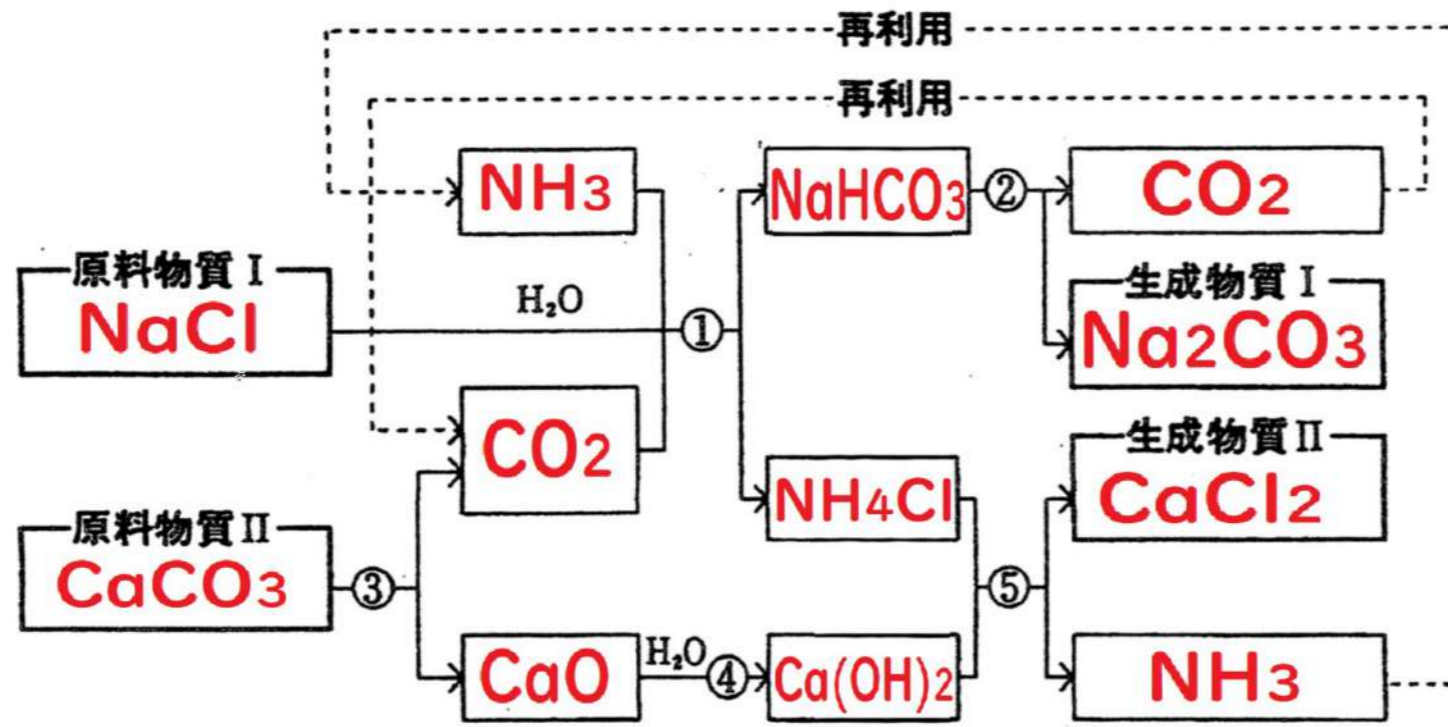 再利用
再利用
NH3
NaHCO3
②
CO2
原料物質Ⅰ
NaCl
H₂O
①
生成物質Ⅰ
Na2CO3
CO2
NH4Cl
生成物質Ⅱ
CaCl2
原料物質Ⅱ
CaCO3
③
⑤
CaO
H₂O
④
Ca(OH)2
NH3